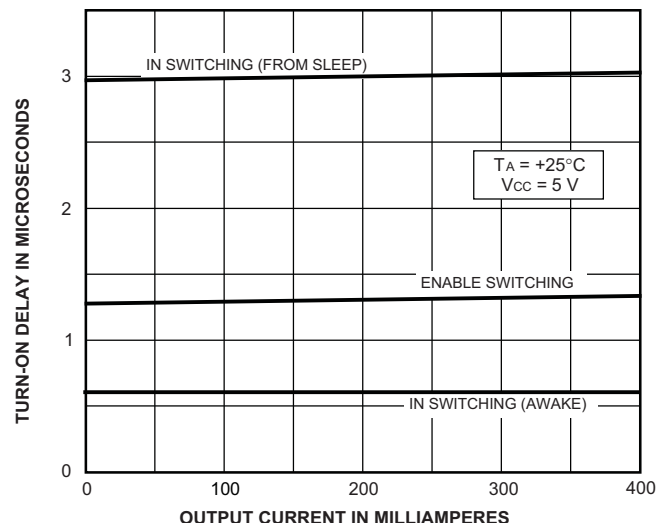 IN SWITCHING (FROM SLEEP)
3
TA = +25°C
VCC = 5 V
2
ENABLE SWITCHING
1
IN SWITCHING (AWAKE)
0
0 100 200 300 400
TURN-ON DELAY IN MICROSECONDS
OUTPUT CURRENT IN MILLIAMPERES